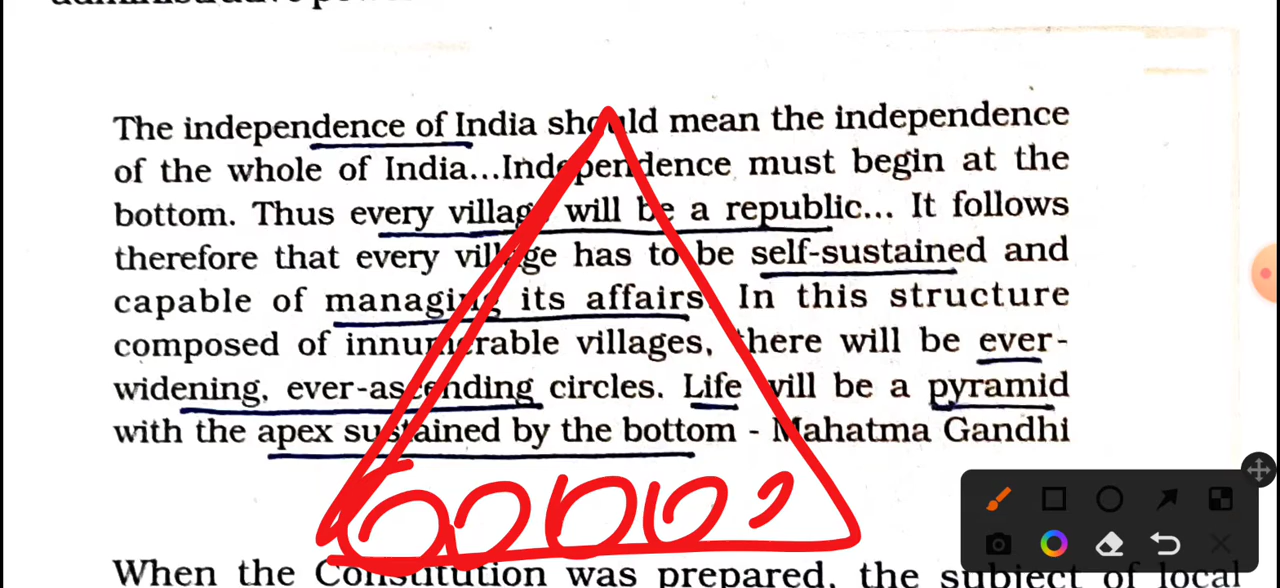 administrative
The independence of India should mean the independence
of the whole of India...Independence must begin at the
bottom. Thus every village will be a republic... It follows
therefore that every village has to be self-sustained and
capable of managing its affairs. In this structure
composed of innumerable villages, there will be ever-
widening, ever-ascending circles. Life will be a pyramid
with the apex sustained by the bottom - Mahatma Gandhi
When the Constitution was prepared, the subject of local